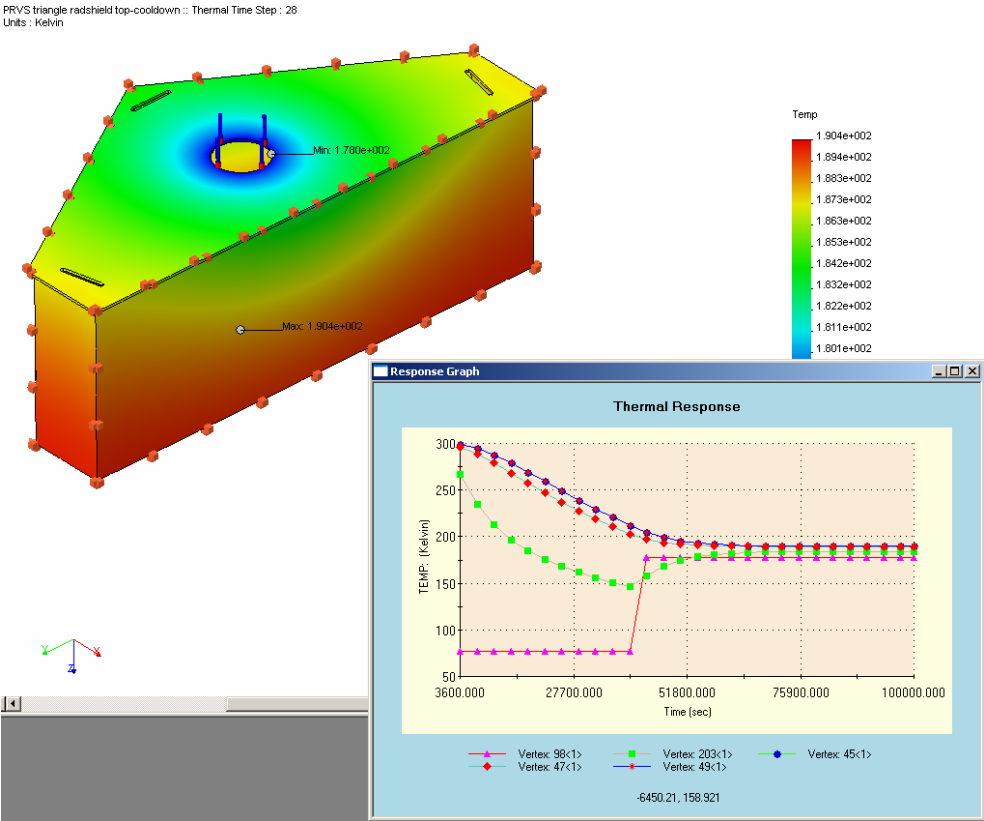 PRVS triangle radshield top-cooldown :: Thermal Time Step : 28
Units : Kelvin
Min: 1.780e+002
Max: 1.904e+002
Temp
1.904e+002
1.894e+002
1.883e+002
1.873e+002
1.863e+002
1.853e+002
1.842e+002
1.832e+002
1.822e+002
1.811e+002
1.801e+002
Response Graph
Thermal Response
TEMP: (Kelvin)
300
250
200
150
100
50
3600.000 27700.000 51800.000 75900.000 100000.000
Time (sec)
Vertex: 98<1> Vertex: 203<1> Vertex: 45<1>
Vertex: 47<1> Vertex: 49<1>
-6450.21, 158.921
Y X
Z